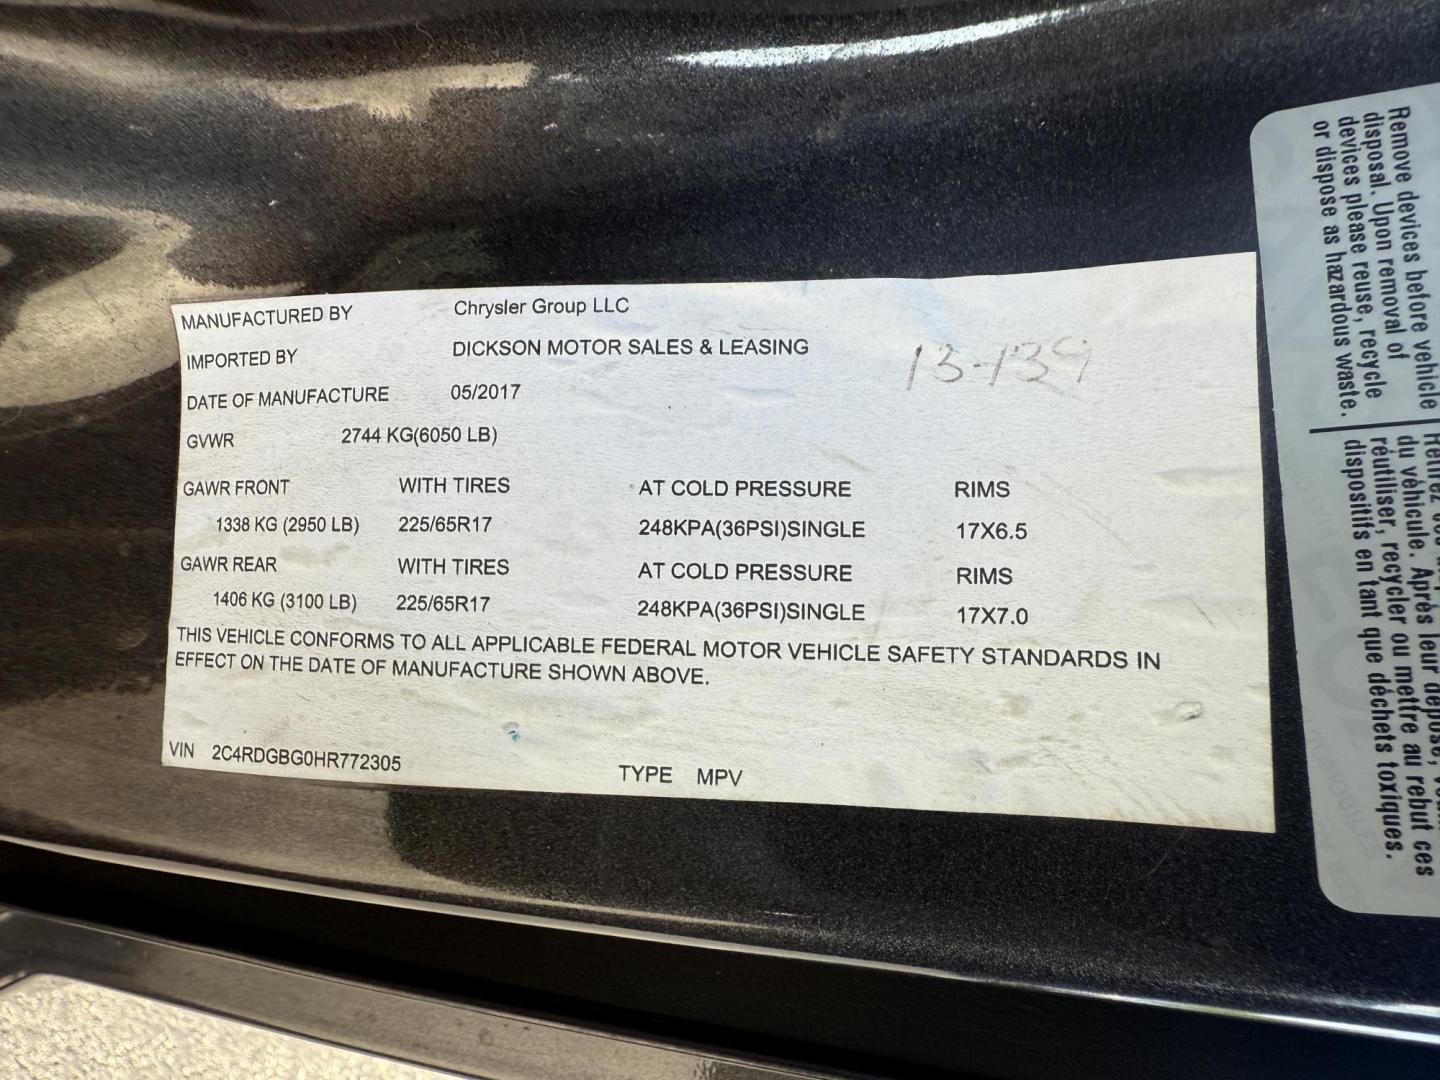 MANUFACTURED BY Chrysler Group LLC
IMPORTED BY DICKSON MOTOR SALES & LEASING
13-139
DATE OF MANUFACTURE 05/2017
GVWR 2744 KG(6050 LB)
GAWR FRONT WITH TIRES AT COLD PRESSURE RIMS
1338 KG (2950 LB) 225/65R17 248KPA(36PSI)SINGLE 17X6.5
GAWR REAR WITH TIRES AT COLD PRESSURE RIMS
1406 KG (3100 LB) 225/65R17 248KPA(36PSI)SINGLE 17X7.0
THIS VEHICLE CONFORMS TO ALL APPLICABLE FEDERAL MOTOR VEHICLE SAFETY STANDARDS IN
EFFECT ON THE DATE OF MANUFACTURE SHOWN ABOVE.
VIN 2C4RDGBG0HR772305 TYPE MPV
Remove devices before vehicle
disposal. Upon removal of
devices please reuse, recycle
or dispose as hazardous waste.
du véhicule. Après leur dépose,
réutiliser, recycler ou mettre au rebut ces
dispositifs en tant que déchets toxiques.